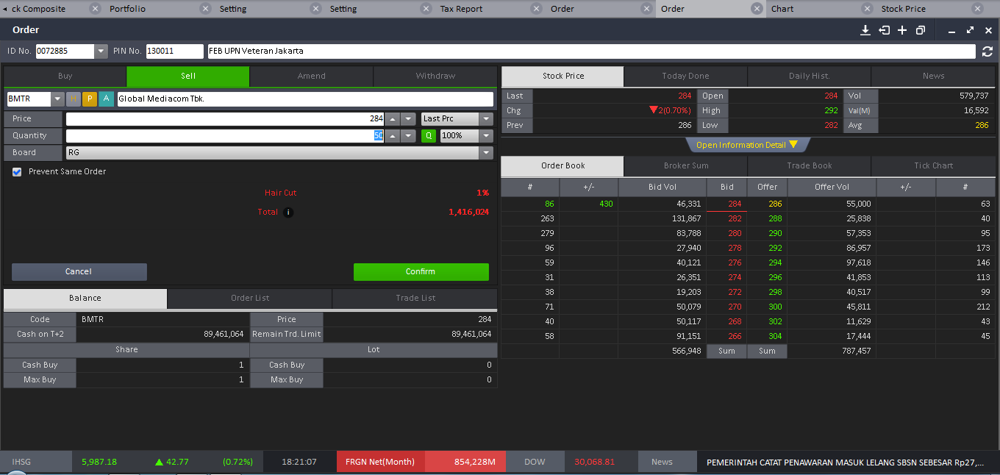 ck Composite Portfolio Setting Setting Tax Report Order Order Chart Stock Price
Order
ID No. 0072885 PIN No. 130011 FEB UPN Veteran Jakarta
Buy Sell Amend Withdraw
BMTR H P A Global Mediacom Tbk.
Price 284 Last Prc
Quantity 50 Q 100%
Board RG
Prevent Same Order
Hair Cut 1%
Total i 1,416,024
Cancel Confirm
Balance Order List Trade List
Code BMTR Price 284
Cash on T+2 89,461,064 Remain Trd. Limit 89,461,064
Share Lot
Cash Buy 1 Cash Buy 0
Max Buy 1 Max Buy 0
Stock Price Today Done Daily Hist. News
Last 284 Open 284 Vol 579,737
Chg ▼2(0.70%) High 292 Val(M) 16,592
Prev 286 Low 282 Avg 286
Open Information Detail ▼
Order Book Broker Sum Trade Book Tick Chart
# +/- Bid Vol Bid Offer Offer Vol +/- #
86 430 46,331 284 286 55,000 63
263 131,867 282 288 25,838 40
279 83,788 280 290 57,353 95
96 27,940 278 292 86,957 173
59 40,121 276 294 97,618 146
31 26,351 274 296 41,853 113
38 19,203 272 298 40,517 99
71 50,079 270 300 45,811 212
40 50,117 268 302 11,629 43
58 91,151 266 304 17,444 45
566,948 Sum Sum 787,457
IHSG 5,987.18 ▲ 42.77 (0.72%) 18:21:07 FRGN Net(Month) 854,228M DOW 30,068.81 News PEMERINTAH CATAT PENAWARAN MASUK LELANG SBSN SEBESAR Rp27,...